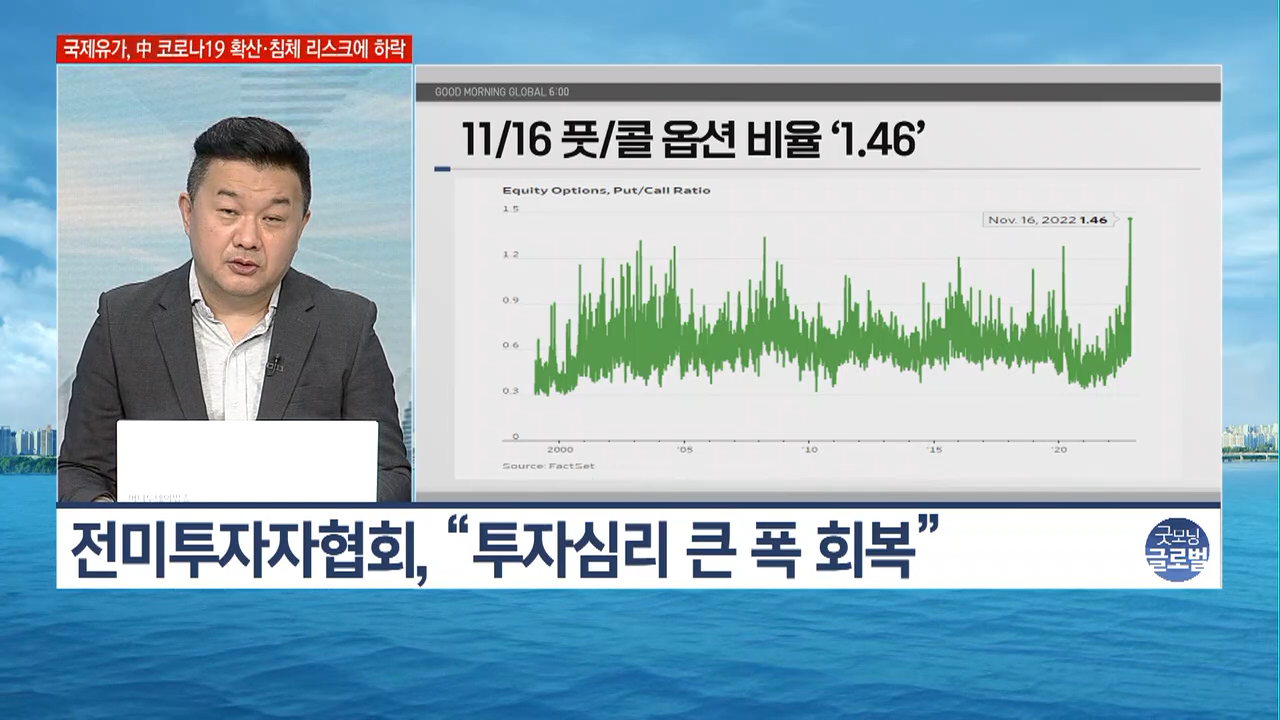 국제유가, 中 코로나19 확산·침체 리스크에 하락
GOOD MORNING GLOBAL 6:00
11/16 풋/콜 옵션 비율 ‘1.46’
Equity Options, Put/Call Ratio
1.5
Nov. 16, 2022 1.46
1.2
0.9
0.6
0.3
0
2000 '05 '10 '15 '20
Source: FactSet
전미투자자협회, “투자심리 큰 폭 회복”
굿모닝
글로벌